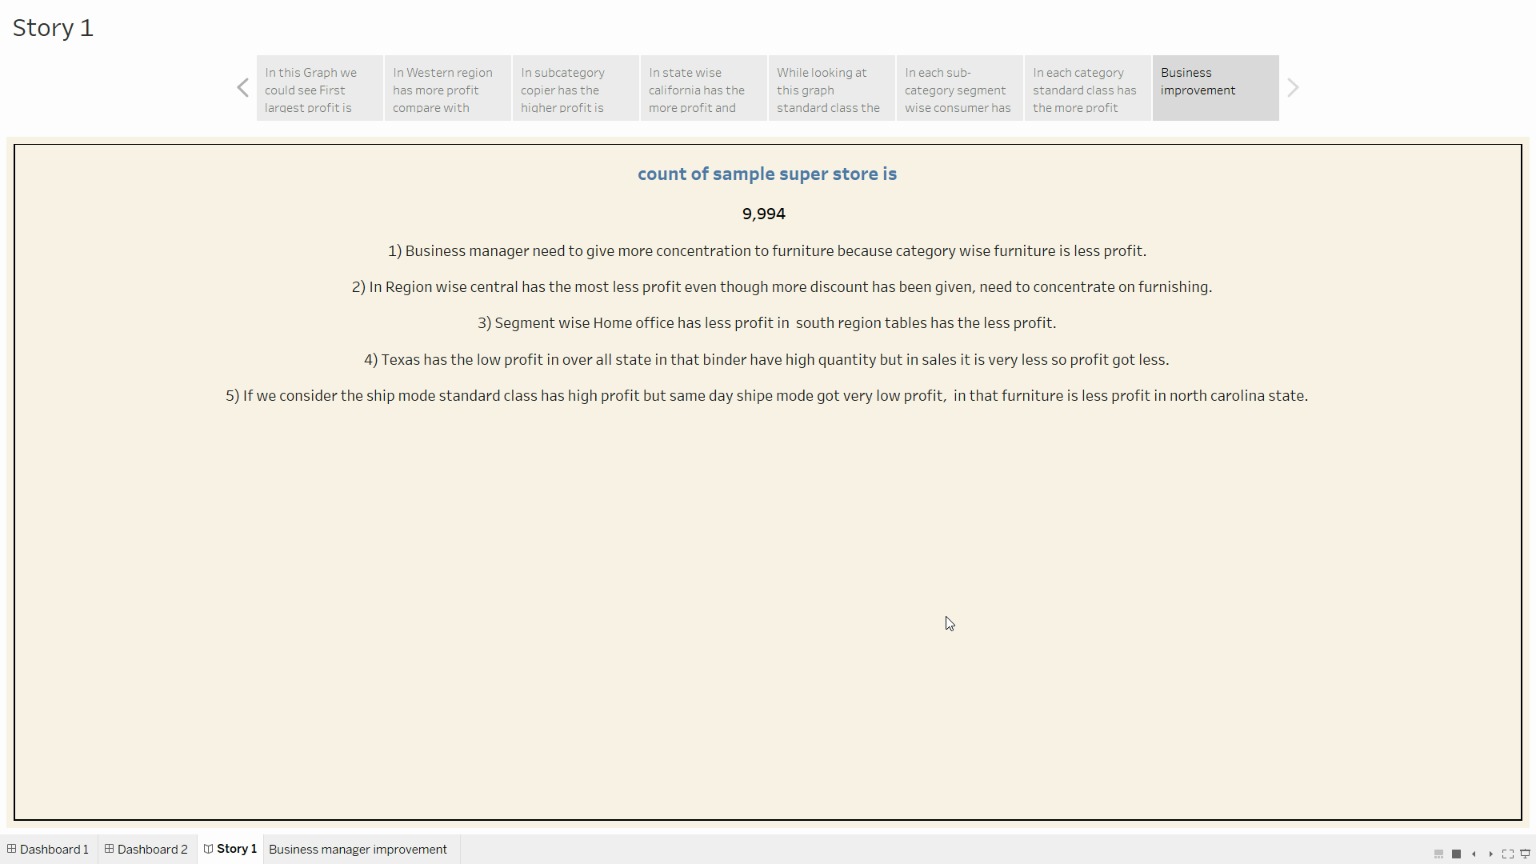 Story 1
In this Graph we
could see First
largest profit is
In Western region
has more profit
compare with
In subcategory
copier has the
higher profit is
In state wise
california has the
more profit and
While looking at
this graph
standard class the
In each sub-
category segment
wise consumer has
In each category
standard class has
the more profit
Business
improvement
count of sample super store is
9,994
1) Business manager need to give more concentration to furniture because category wise furniture is less profit.
2) In Region wise central has the most less profit even though more discount has been given, need to concentrate on furnishing.
3) Segment wise Home office has less profit in  south region tables has the less profit.
4) Texas has the low profit in over all state in that binder have high quantity but in sales it is very less so profit got less.
5) If we consider the ship mode standard class has high profit but same day shipe mode got very low profit,  in that furniture is less profit in north carolina state.
Dashboard 1
Dashboard 2
Story 1
Business manager improvement